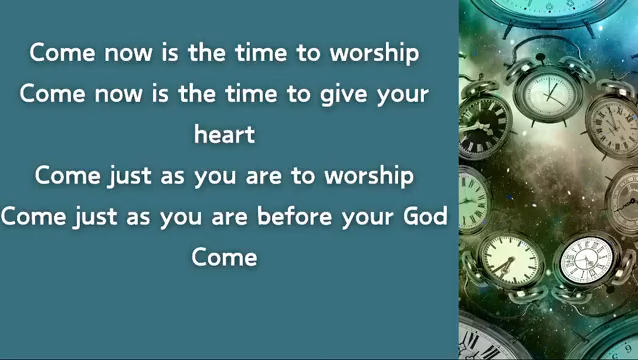 Come now is the time to worship
Come now is the time to give your
heart
Come just as you are to worship
Come just as you are before your God
Come